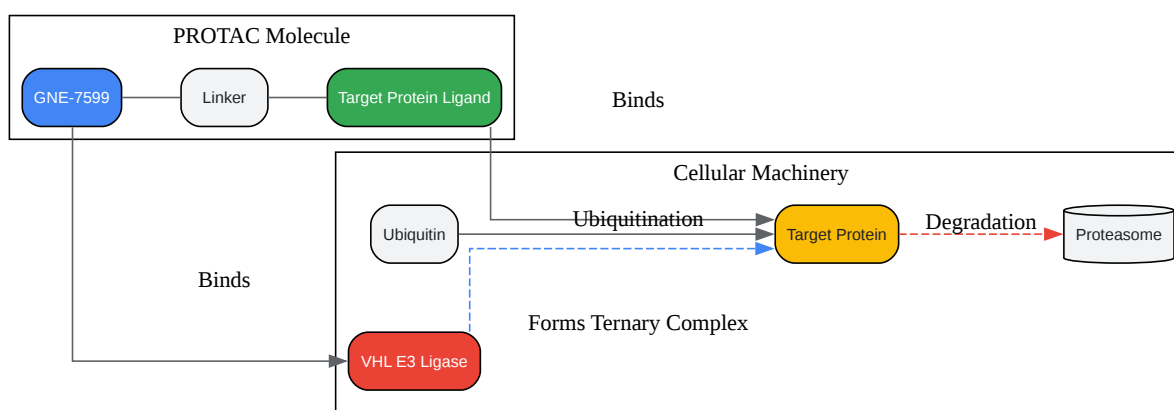 PROTAC Molecule
GNE-7599
Linker
Target Protein Ligand
Binds
Cellular Machinery
Ubiquitin
Ubiquitination
Target Protein
Degradation
Proteasome
Binds
Forms Ternary Complex
VHL E3 Ligase